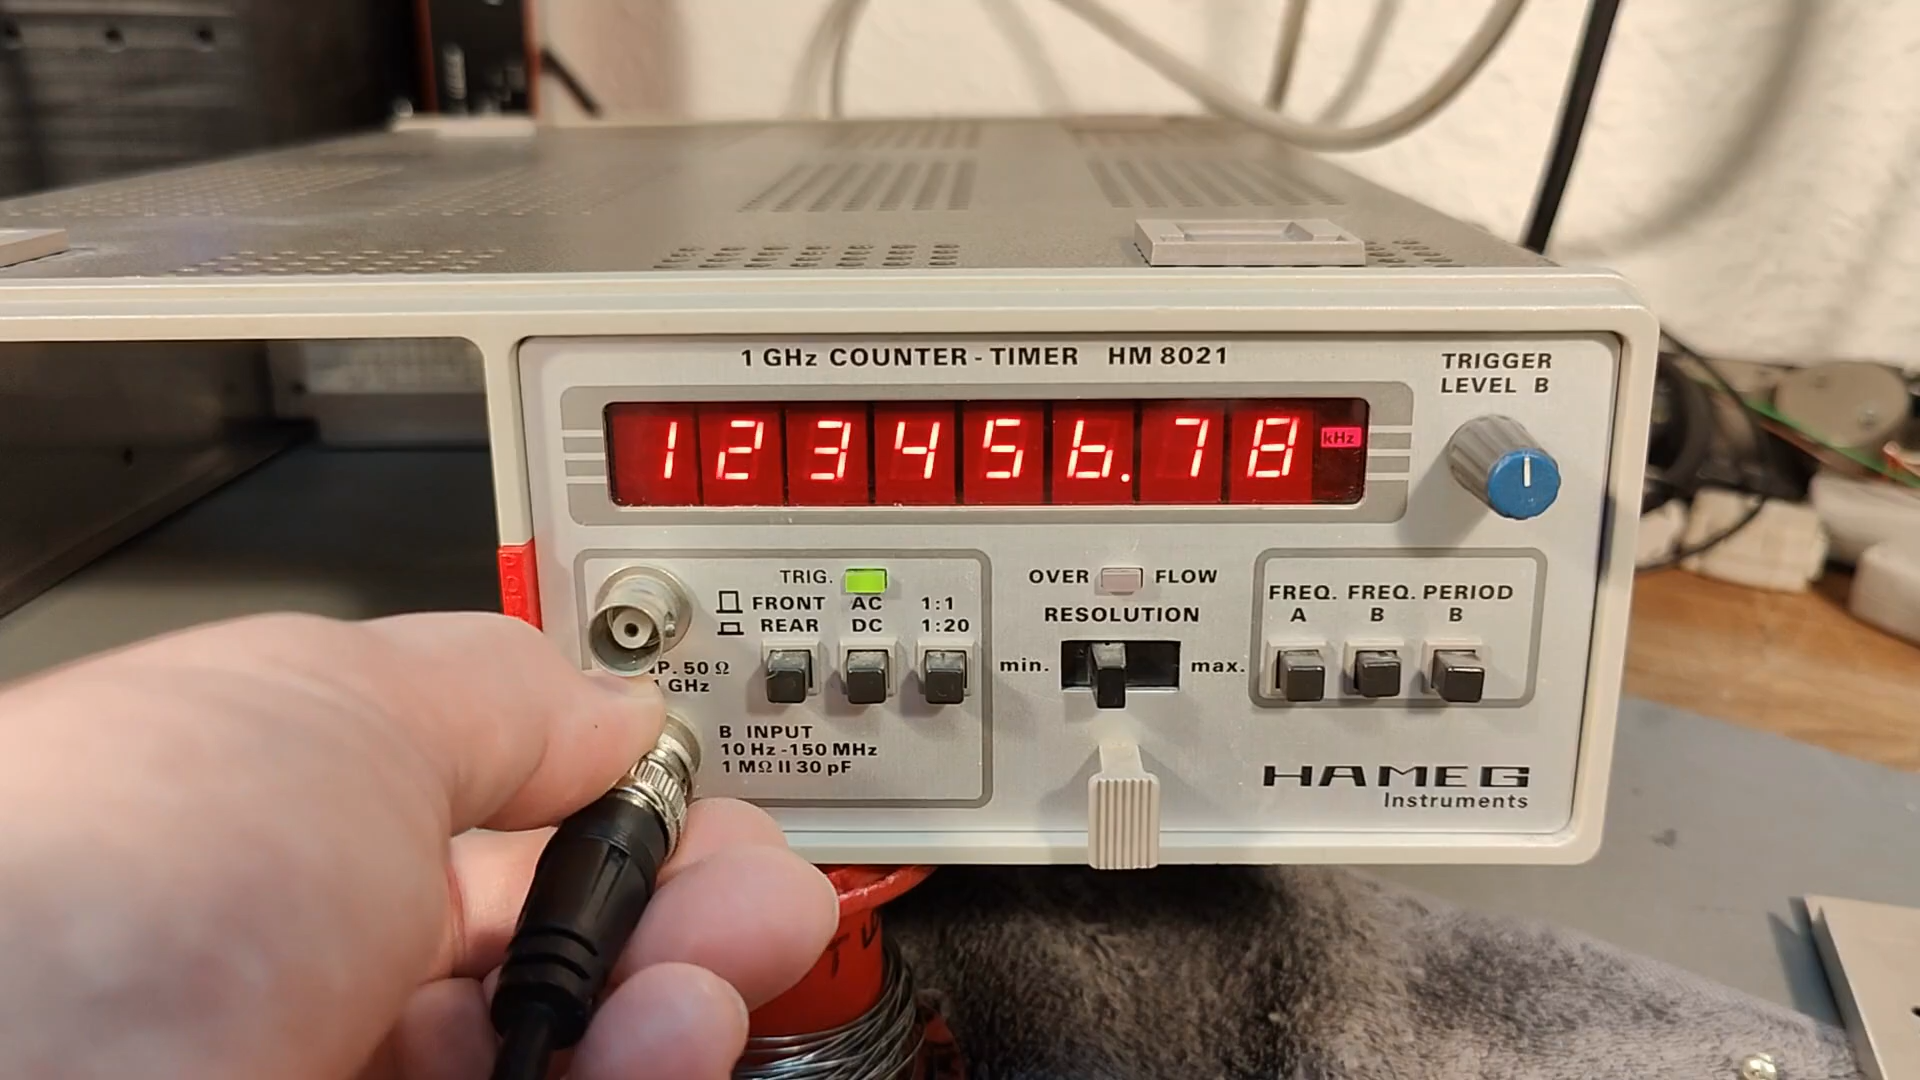 1 GHz COUNTER - TIMER HM 8021
TRIGGER
LEVEL B
123456.78 kHz
TRIG.
FRONT AC 1:1
REAR DC 1:20
OVER FLOW
RESOLUTION
min. max.
FREQ. FREQ. PERIOD
A B B
50 Ω
GHz
B INPUT
10 Hz -150 MHz
1 MΩ II 30 pF
HAMEG
Instruments